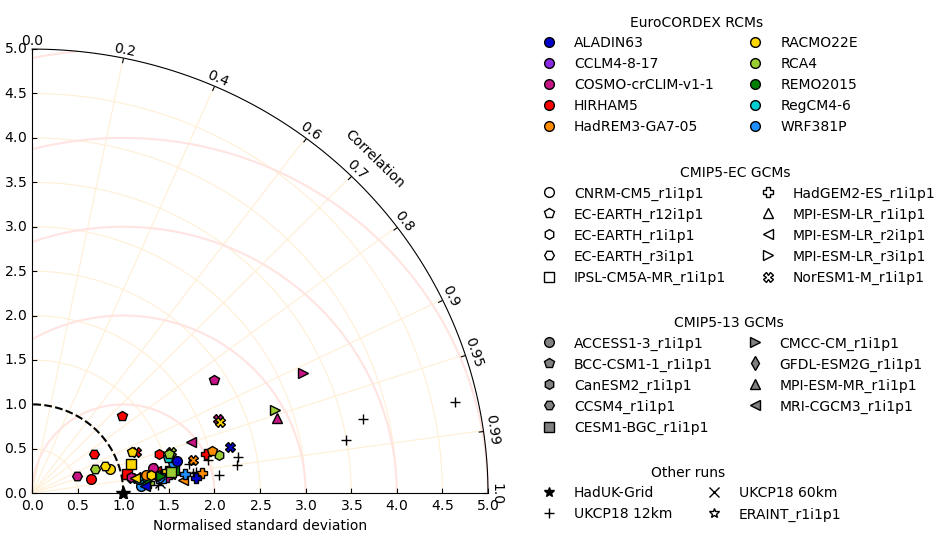 0.0
0.2
0.4
0.6
Correlation
0.7
0.8
0.9
0.95
0.99
1.0
5.0
4.5
4.0
3.5
3.0
2.5
2.0
1.5
1.0
0.5
0.0
0.0 0.5 1.0 1.5 2.0 2.5 3.0 3.5 4.0 4.5 5.0
Normalised standard deviation
EuroCORDEX RCMs
ALADIN63 RACMO22E
CCLM4-8-17 RCA4
COSMO-crCLIM-v1-1 REMO2015
HIRHAM5 RegCM4-6
HadREM3-GA7-05 WRF381P
CMIP5-EC GCMs
CNRM-CM5_r1i1p1 HadGEM2-ES_r1i1p1
EC-EARTH_r12i1p1 MPI-ESM-LR_r1i1p1
EC-EARTH_r1i1p1 MPI-ESM-LR_r2i1p1
EC-EARTH_r3i1p1 MPI-ESM-LR_r3i1p1
IPSL-CM5A-MR_r1i1p1 NorESM1-M_r1i1p1
CMIP5-13 GCMs
ACCESS1-3_r1i1p1 CMCC-CM_r1i1p1
BCC-CSM1-1_r1i1p1 GFDL-ESM2G_r1i1p1
CanESM2_r1i1p1 MPI-ESM-MR_r1i1p1
CCSM4_r1i1p1 MRI-CGCM3_r1i1p1
CESM1-BGC_r1i1p1
Other runs
HadUK-Grid UKCP18 60km
UKCP18 12km ERAINT_r1i1p1